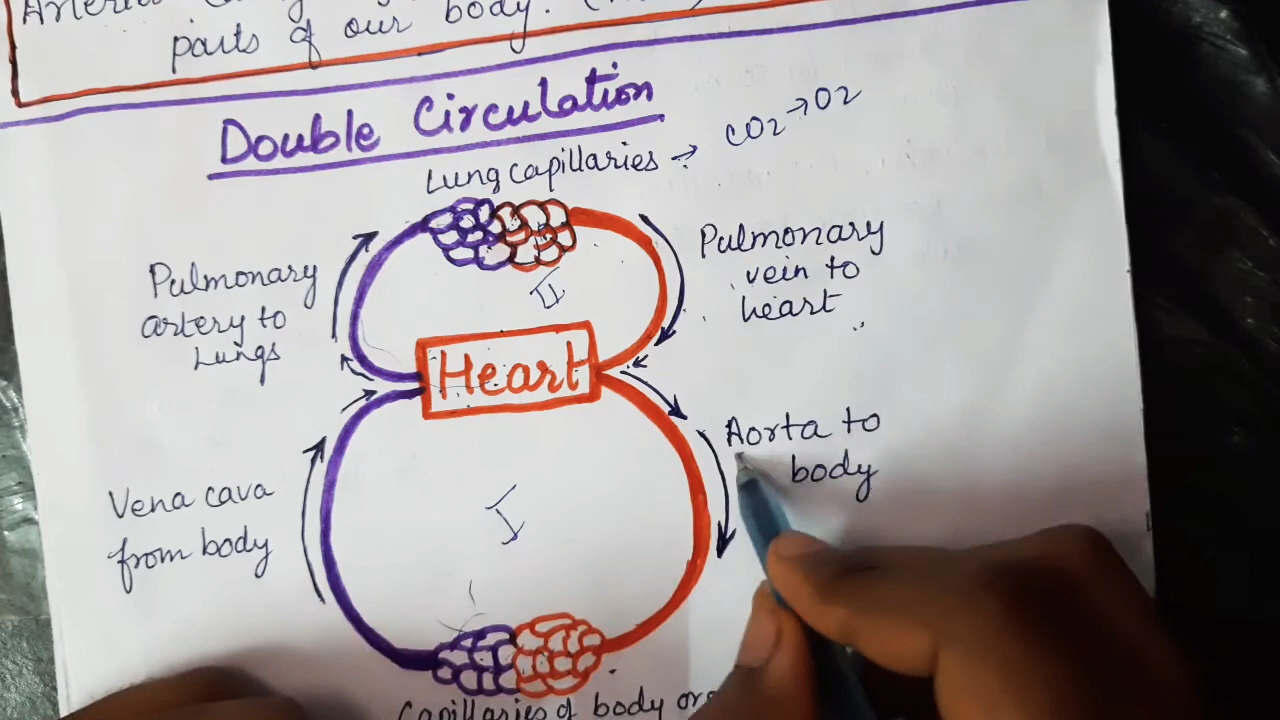 parts of our body.
Double Circulation
Lung capillaries → CO2 → O2
Pulmonary
artery to
Lungs
Pulmonary
vein to
heart
II
Heart
Aorta to
body
Vena cava
from body
I
Capillaries of body